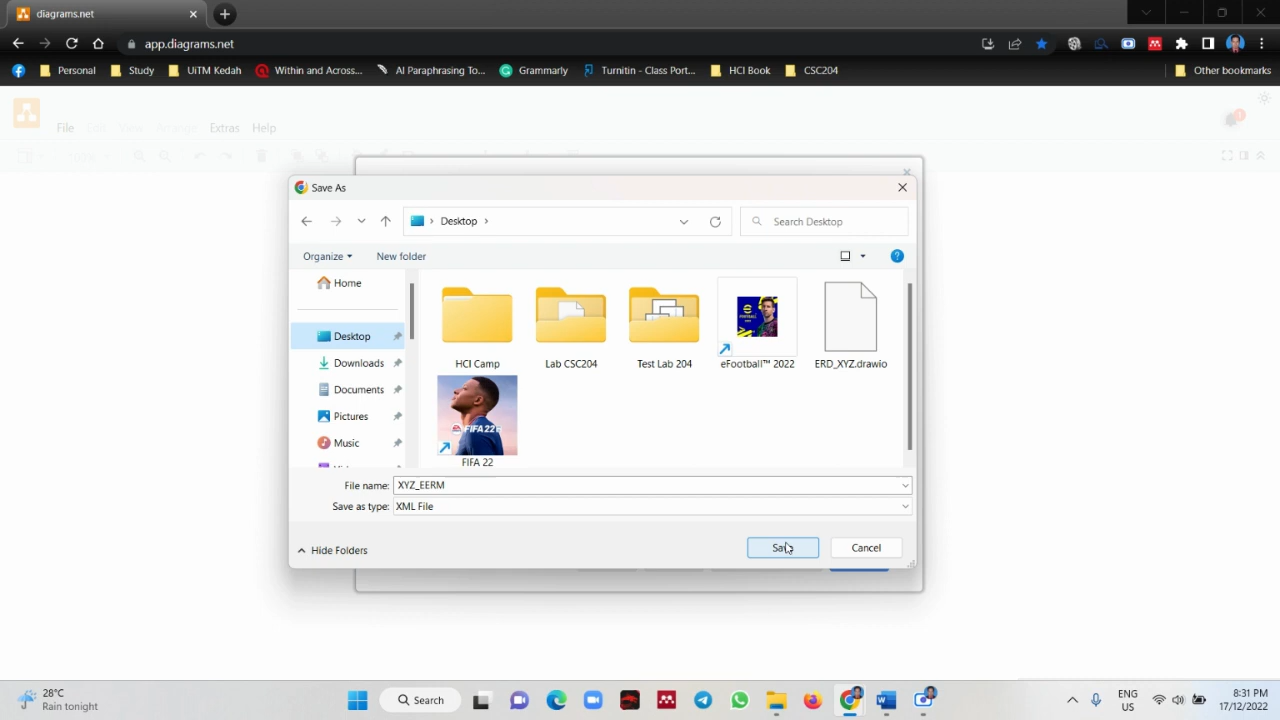 diagrams.net
app.diagrams.net
Personal
Study
UiTM Kedah
Within and Across...
AI Paraphrasing To...
Grammarly
Turnitin - Class Port...
HCI Book
CSC204
Other bookmarks
File Edit View Arrange Extras Help
1
100%
Save As
Desktop
Search Desktop
Organize
New folder
Home
Desktop
Downloads
Documents
Pictures
Music
HCI Camp
Lab CSC204
Test Lab 204
eFootball™ 2022
ERD_XYZ.drawio
FIFA 22
FIFA 22
File name: XYZ_EERM
Save as type: XML File
Hide Folders
Save
Cancel
28°C
Rain tonight
Search
ENG
US
8:31 PM
17/12/2022